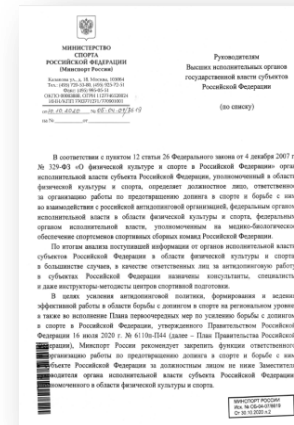 МИНИСТЕРСТВО
СПОРТА
РОССИЙСКОЙ ФЕДЕРАЦИИ
(Минспорт России)
Казакова ул., д. 18, Москва, 105064
Руководителям
Высших исполнительных органов
государственной власти субъектов
Российской Федерации
(по списку)
В соответствии с пунктом 12 статьи 26 Федерального закона от 4 декабря 2007 г.
№ 329-ФЗ «О физической культуре и спорте в Российской Федерации» орган
исполнительной власти субъекта Российской Федерации, уполномоченный в области
физической культуры и спорта, определяет должностное лицо, ответственное
за организацию работы по предотвращению допинга в спорте и борьбе с ним
во взаимодействии с российской антидопинговой организацией, федеральным органом
исполнительной власти в области физической культуры и спорта, федеральным
органом исполнительной власти, уполномоченным на медико-биологическое
обеспечение спортсменов спортивных сборных команд Российской Федерации.
По итогам анализа поступившей информации от органов исполнительной власти
субъектов Российской Федерации в области физической культуры и спорта
в большинстве случаев, в качестве ответственных лиц за антидопинговую работу
в субъектах Российской Федерации назначены консультанты, специалисты
и даже инструкторы-методисты центров спортивной подготовки.
В целях усиления антидопинговой политики, формирования и ведения
эффективной работы в области борьбы с допингом в спорте на региональном уровне
а также во исполнение Плана первоочередных мер по усилению борьбы с допингом
в спорте в Российской Федерации, утвержденного Правительством Российской
Федерации 16 июля 2020 г. № 6110п-П44 (далее – План Правительства Российской
Федерации), Минспорт России рекомендует закрепить функции ответственного
за организацию работы по предотвращению допинга в спорте и борьбе с ним
в субъекте Российской Федерации за должностным лицом не ниже Заместителя
руководителя органа исполнительной власти субъекта Российской Федерации
уполномоченного в области физической культуры и спорта.
МИНСПОРТ РОССИИ
От 30.10.2020